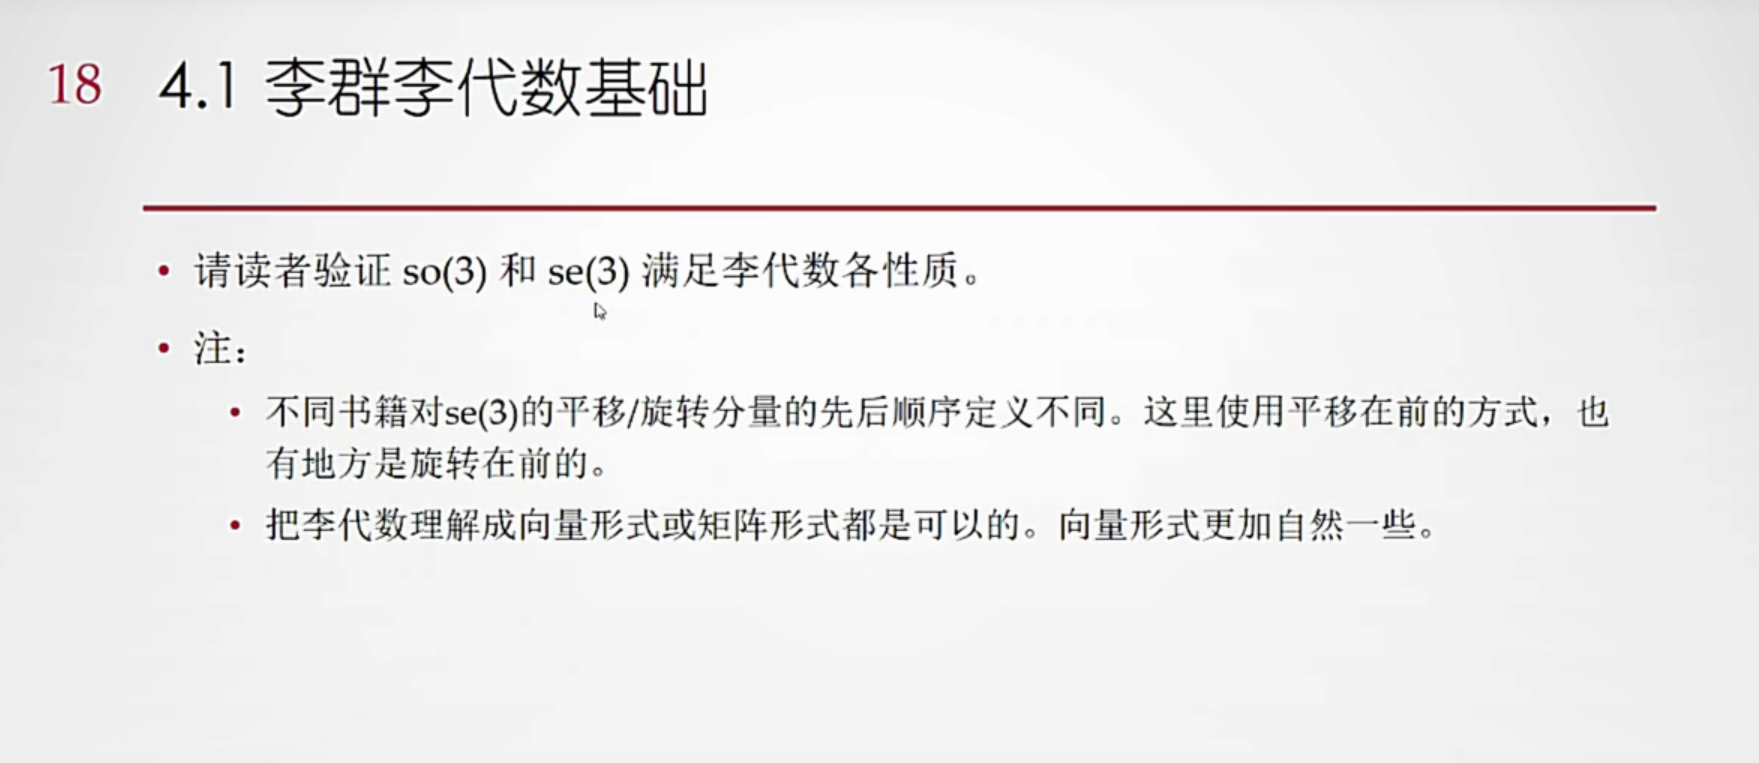 18 4.1 李群李代数基础
• 请读者验证 so(3) 和 se(3) 满足李代数各性质。
• 注：
• 不同书籍对se(3)的平移/旋转分量的先后顺序定义不同。这里使用平移在前的方式，也
有地方是旋转在前的。
• 把李代数理解成向量形式或矩阵形式都是可以的。向量形式更加自然一些。